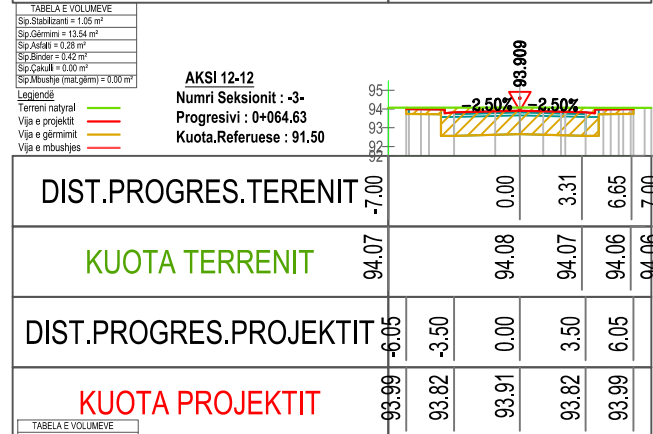 TABELA E VOLUMEVE
Sip.Stabilizanti = 1.05 m²
Sip.Gërmimi = 13.54 m²
Sip.Asfalti = 0.28 m²
Sip.Binder = 0.42 m²
Sip.Çakulli = 0.00 m²
Sip.Mbushje (mat.gërm) = 0.00 m²
Legjendë
Terreni natyral
Vija e projektit
Vija e gërmimit
Vija e mbushjes
AKSI 12-12
Numri Seksionit : -3-
Progresivi : 0+064.63
Kuota.Referuese : 91.50
93.909
-2.50% -2.50%
95
94
93
92
DIST.PROGRES.TERENIT -7.00 0.00 3.31 6.65 7.00
KUOTA TERRENIT 94.07 94.08 94.07 94.06 94.06
DIST.PROGRES.PROJEKTIT -6.05 -3.50 0.00 3.50 6.05
KUOTA PROJEKTIT 93.99 93.82 93.91 93.82 93.99
TABELA E VOLUMEVE